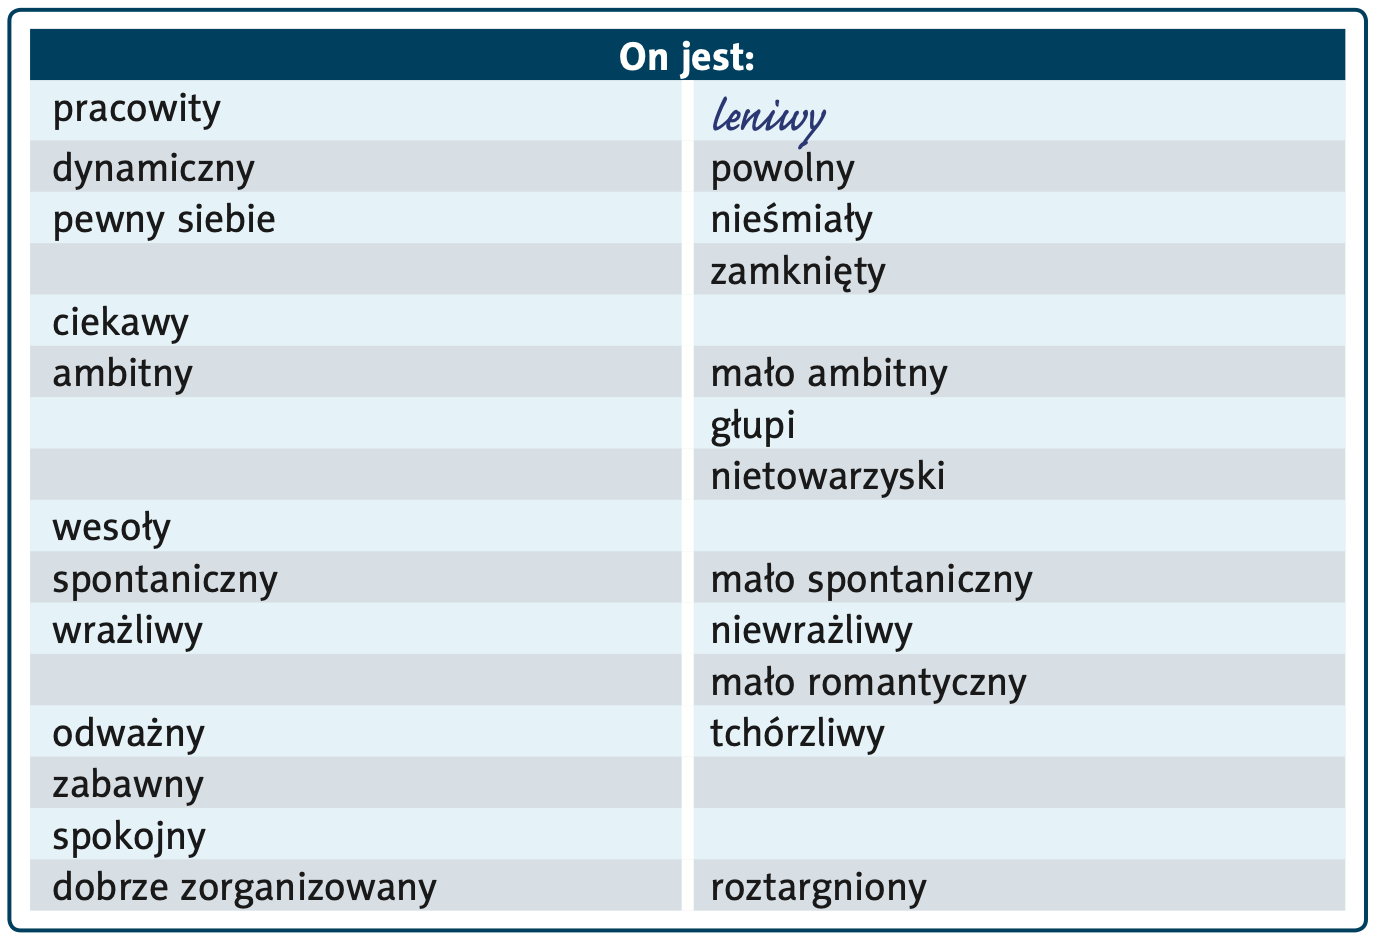 On jest:
pracowity leniwy
dynamiczny powolny
pewny siebie nieśmiały
zamknięty
ciekawy
ambitny mało ambitny
głupi
nietowarzyski
wesoły
spontaniczny mało spontaniczny
wrażliwy niewrażliwy
mało romantyczny
odważny tchórzliwy
zabawny
spokojny
dobrze zorganizowany roztargniony